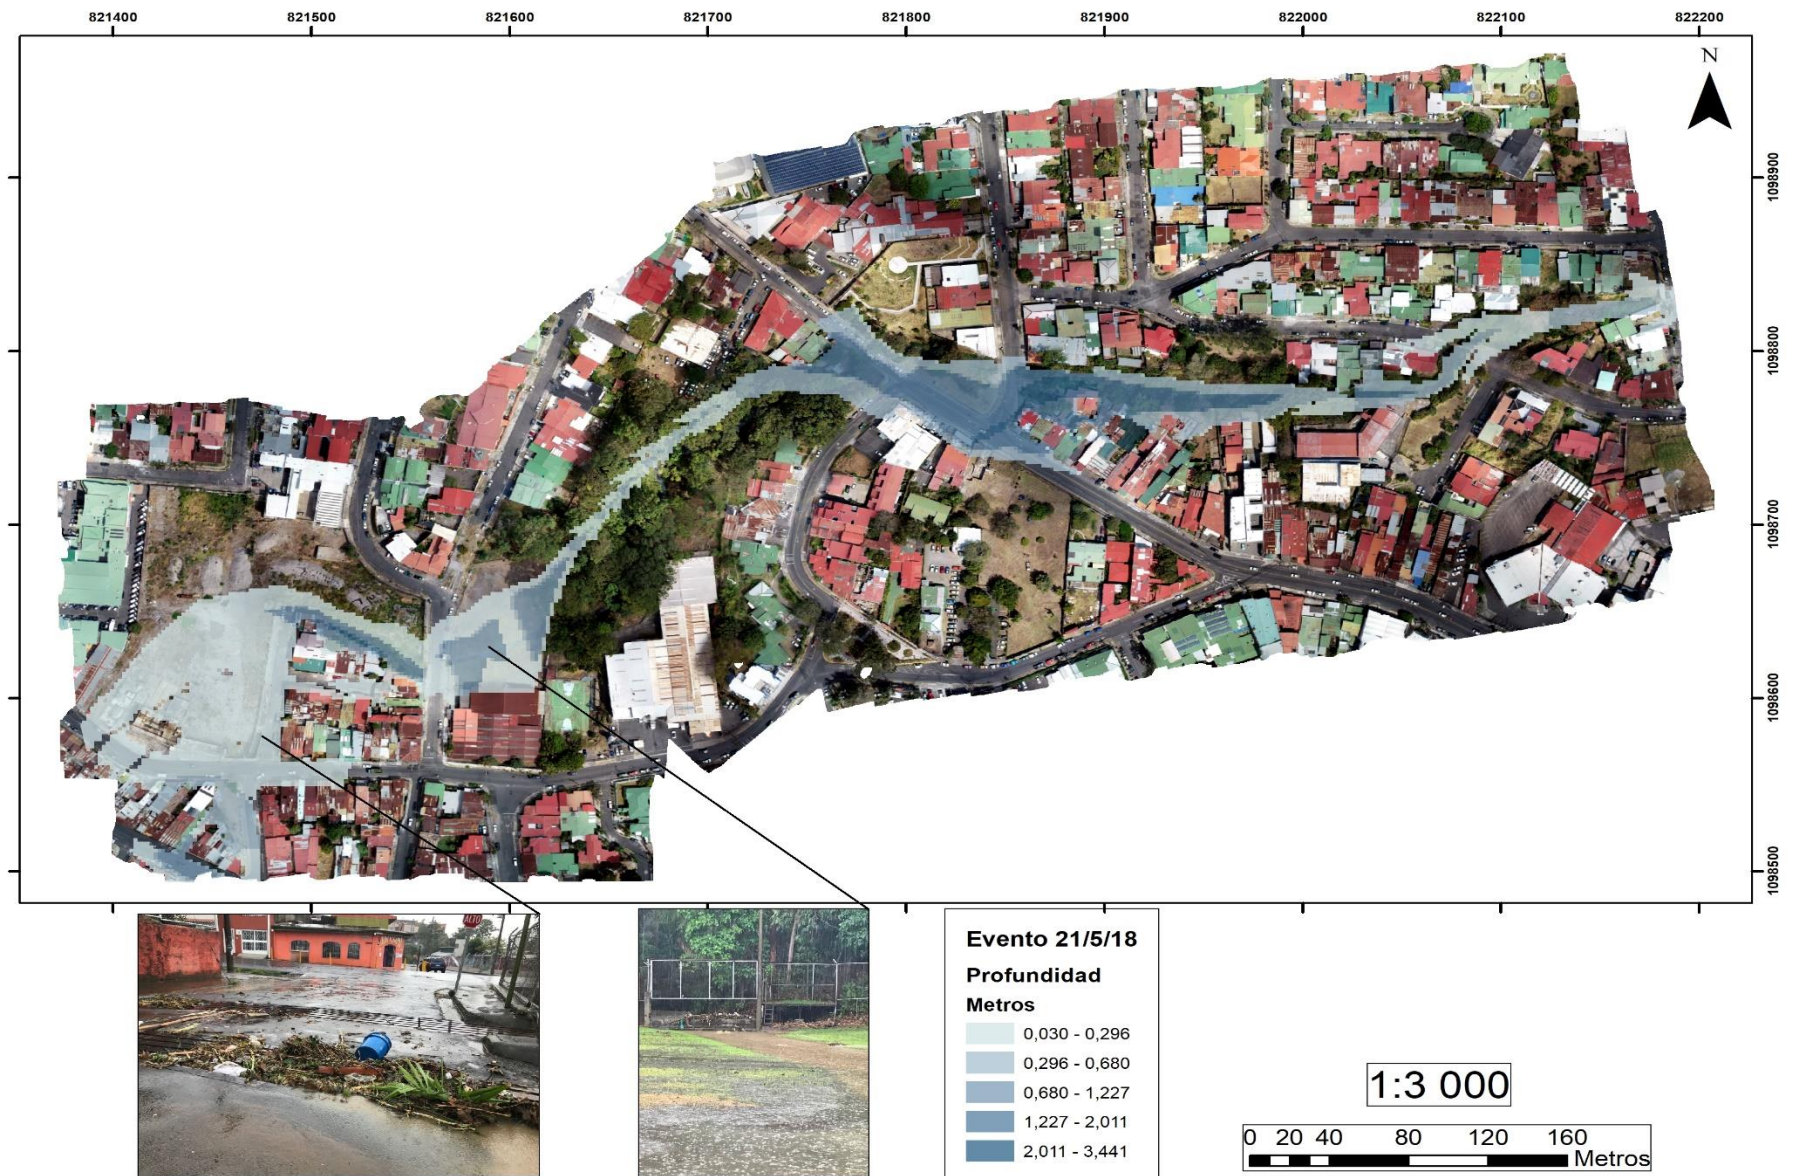 821400 821500 821600 821700 821800 821900 822000 822100 822200
N
1098900
1098800
1098700
1098600
1098500
ALTO
Evento 21/5/18
Profundidad
Metros
0,030 - 0,296
0,296 - 0,680
0,680 - 1,227
1,227 - 2,011
2,011 - 3,441
1:3 000
0 20 40 80 120 160
Metros